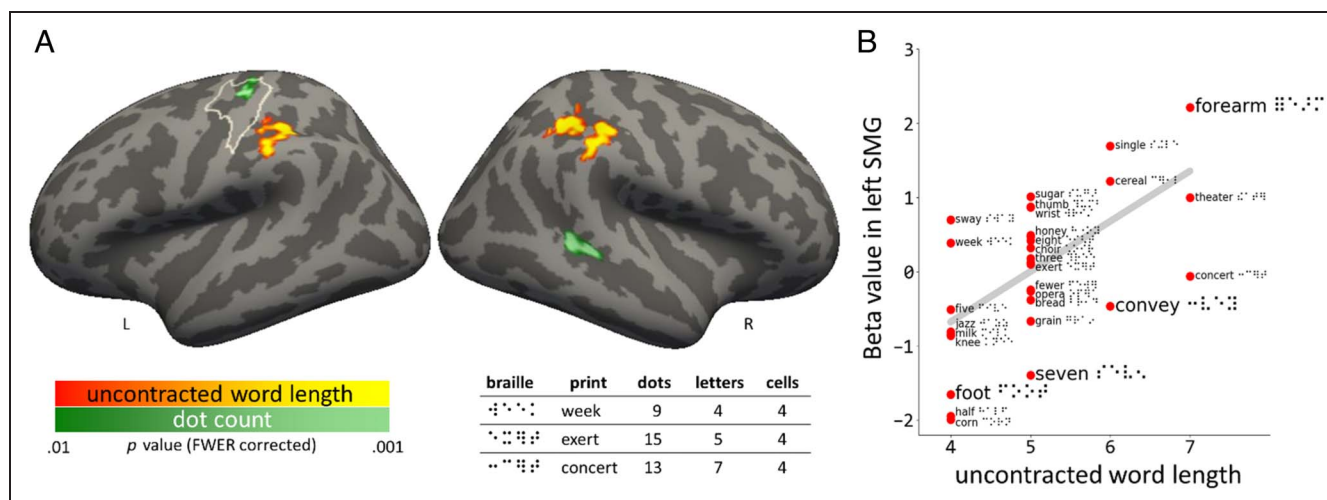 A
L
R
uncontracted word length
dot count
.01 p value (FWER corrected) .001
braille print dots letters cells
week 9 4 4
exert 15 5 4
concert 13 7 4
B
Beta value in left SMG
3
2
1
0
−1
−2
forearm
single
cereal
theater
sugar
thumb
wrist
sway
week
honey
eight
choir
three
exert
concert
fewer
opera
bread
convey
five
grain
jazz
milk
knee
seven
foot
half
corn
4 5 6 7
uncontracted word length